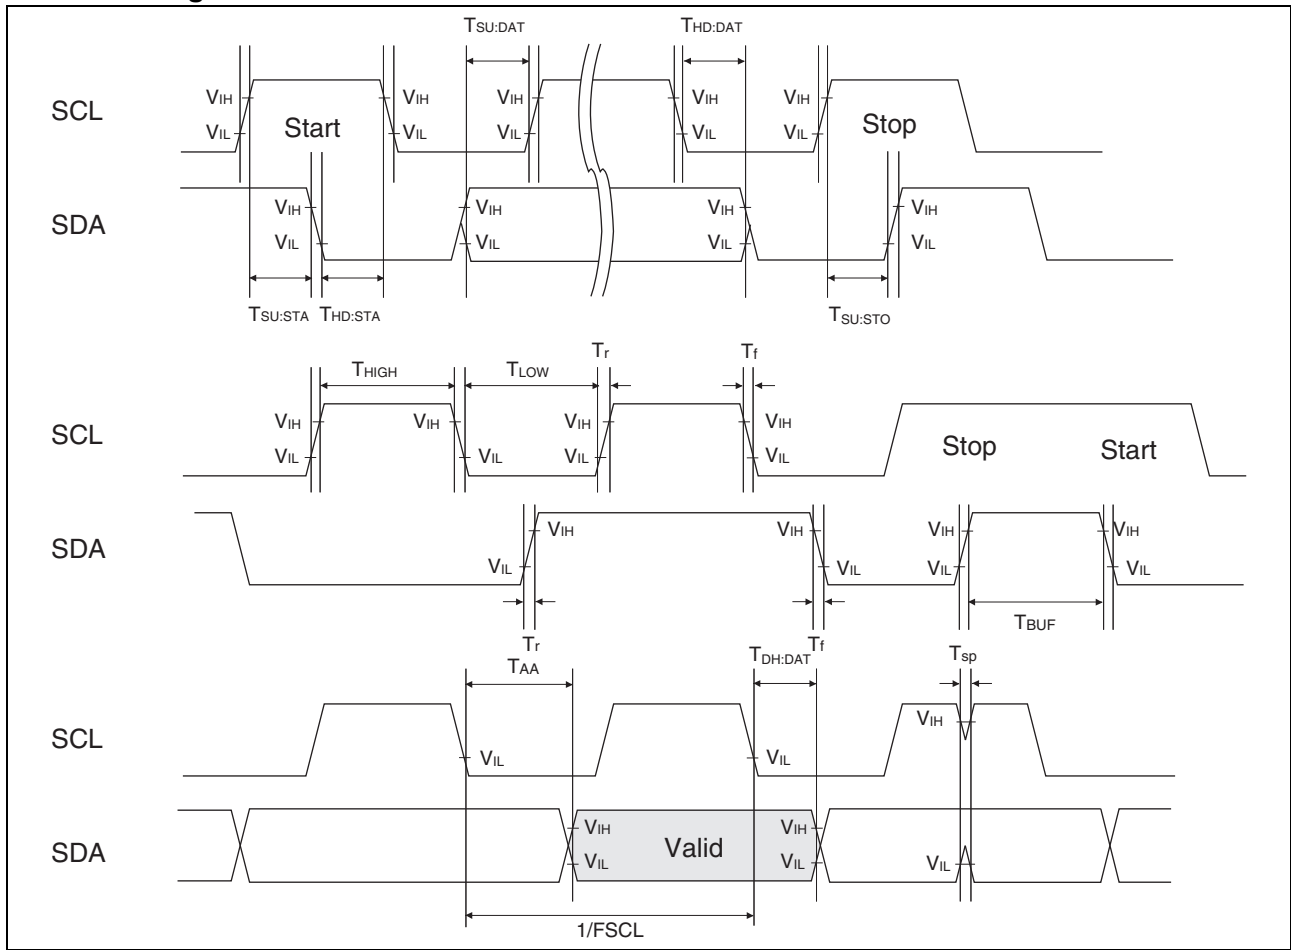 TSU:DAT THD:DAT
SCL VIH VIH VIH VIH VIH
Start Stop
VIL VIL VIL VIL VIL
SDA VIH VIH VIH VIH
VIL VIL VIL VIL
TSU:STA THD:STA TSU:STO
THIGH TLOW Tr Tf
SCL VIH VIH VIH VIH
Stop Start
VIL VIL VIL VIL
SDA VIH VIH VIH VIH
VIL VIL VIL VIL
Tr Tf TBUF
TAA TDH:DAT Tsp
SCL VIH
VIL VIL
SDA VIH Valid VIH
VIL VIL VIL
1/FSCL